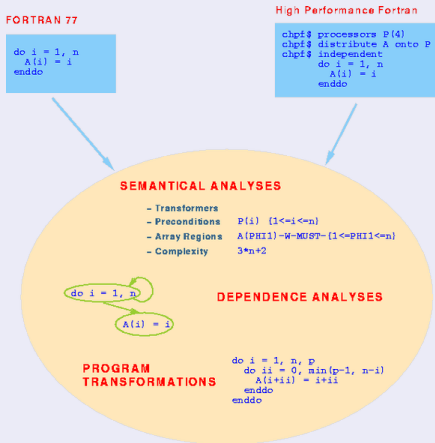 FORTRAN 77
do i = 1, n
A(i) = i
enddo
High Performance Fortran
chpf$ processors P(4)
chpf$ distribute A onto P
chpf$ independent
do i = 1, n
A(i) = i
enddo
SEMANTICAL ANALYSES
– Transformers
– Preconditions P(i) {1<=i<=n}
– Array Regions A(PHI1)-W-MUST-{1<=PHI1<=n}
– Complexity 3*n+2
do i = 1, n
A(i) = i
DEPENDENCE ANALYSES
PROGRAM
TRANSFORMATIONS
do i = 1, n, p
do ii = 0, min(p-1, n-i)
A(i+ii) = i+ii
enddo
enddo